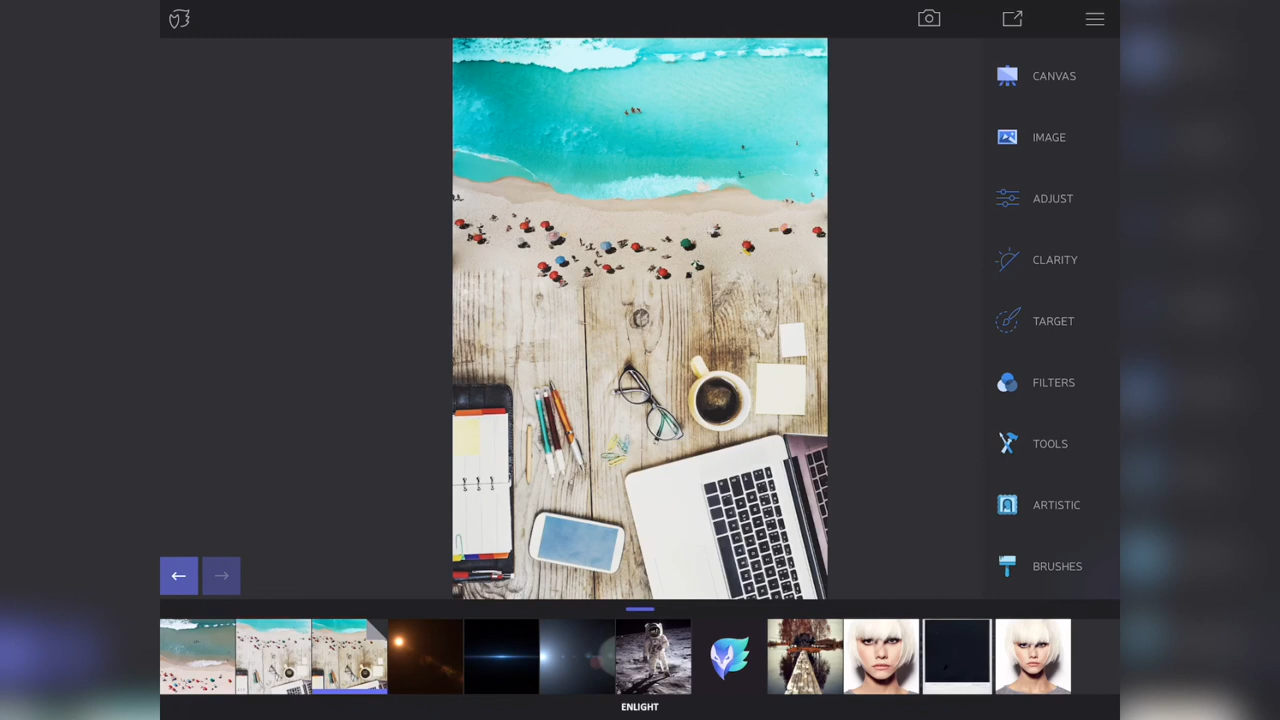 CANVAS
IMAGE
ADJUST
CLARITY
TARGET
FILTERS
TOOLS
ARTISTIC
BRUSHES
ENLIGHT